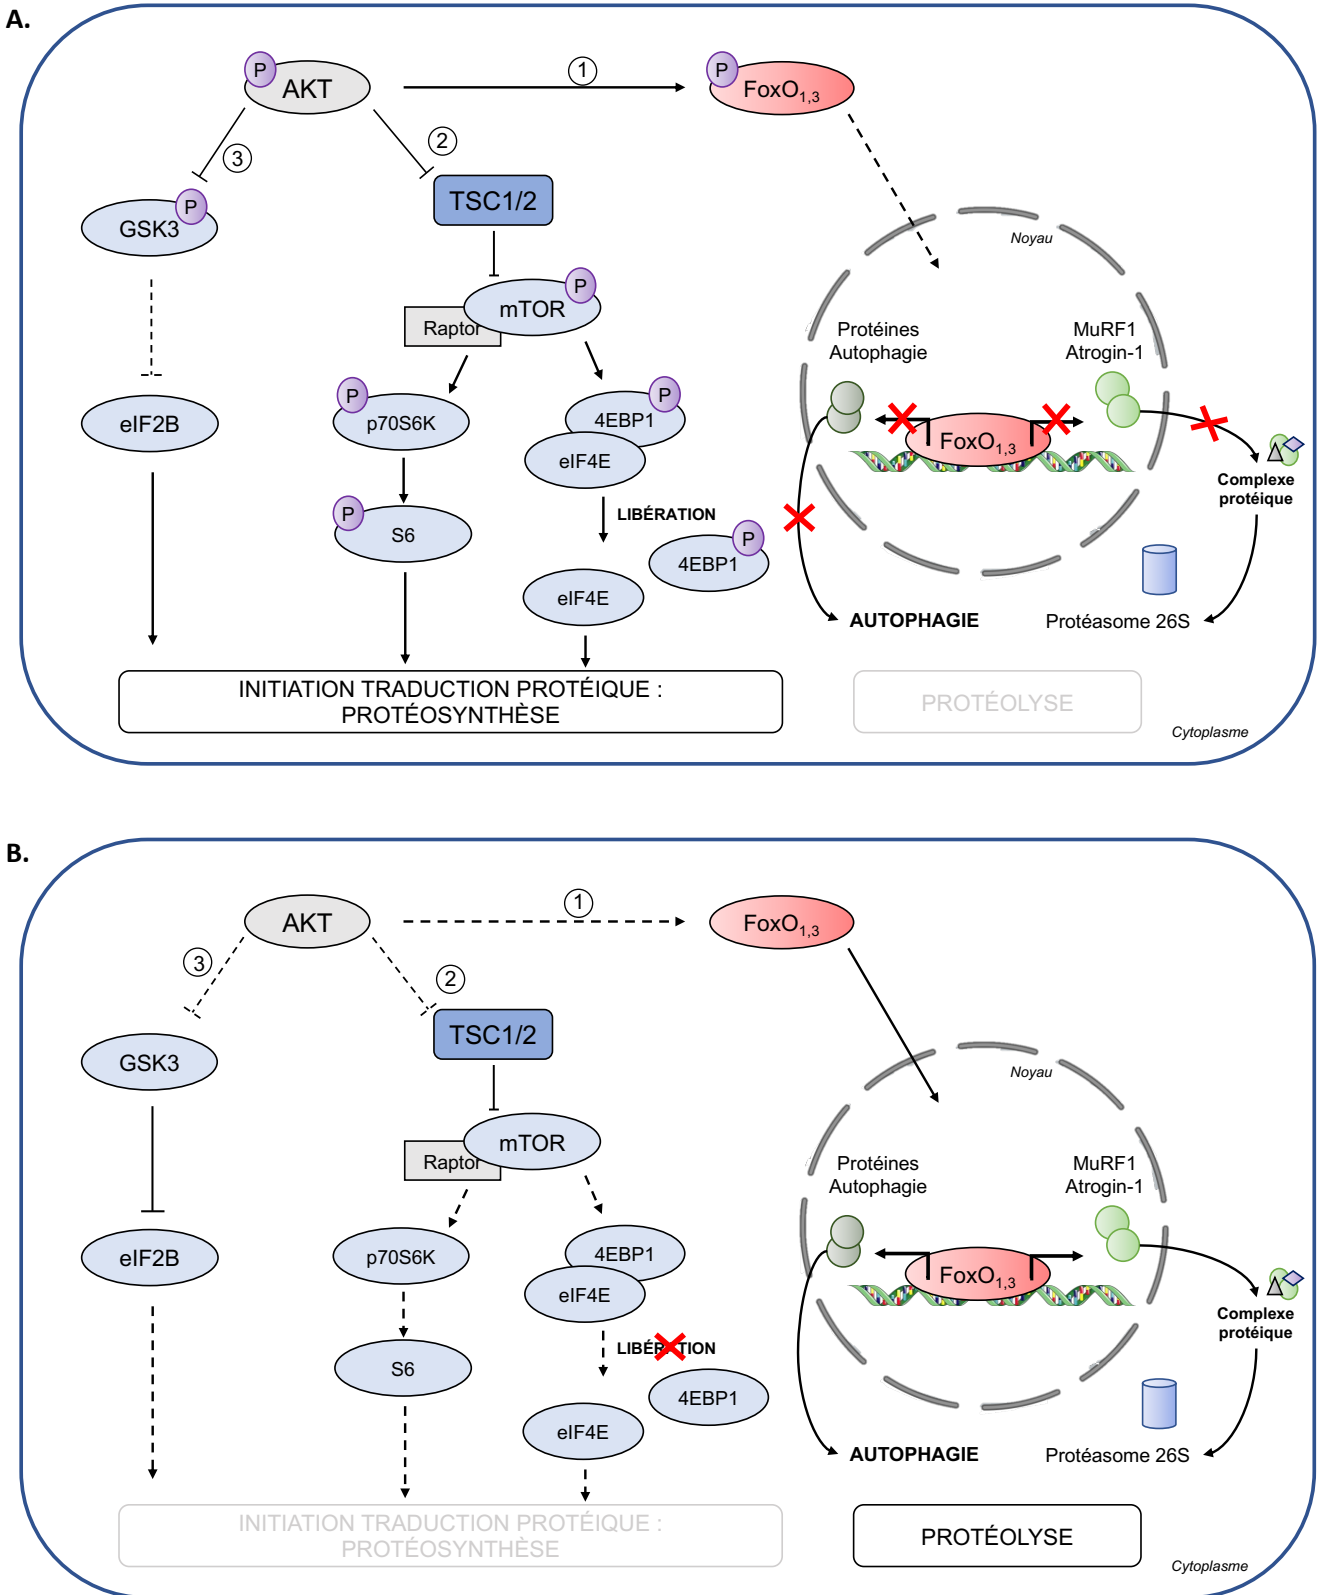 A.
P
AKT
1
P
FoxO1,3
3
2
P
GSK3
TSC1/2
Noyau
P
mTOR
Raptor
Protéines
Autophagie
MuRF1
Atrogin-1
P
p70S6K
P
4EBP1
eIF4E
eIF2B
FoxO1,3
Complexe
protéique
LIBÉRATION
P
S6
P
4EBP1
eIF4E
AUTOPHAGIE
Protéasome 26S
INITIATION TRADUCTION PROTÉIQUE :
PROTÉOSYNTHÈSE
PROTÉOLYSE
Cytoplasme
B.
AKT
1
FoxO1,3
3
2
GSK3
TSC1/2
Noyau
mTOR
Raptor
Protéines
Autophagie
MuRF1
Atrogin-1
p70S6K
4EBP1
eIF4E
eIF2B
FoxO1,3
Complexe
protéique
LIBÉRATION
S6
4EBP1
eIF4E
AUTOPHAGIE
Protéasome 26S
INITIATION TRADUCTION PROTÉIQUE :
PROTÉOSYNTHÈSE
PROTÉOLYSE
Cytoplasme